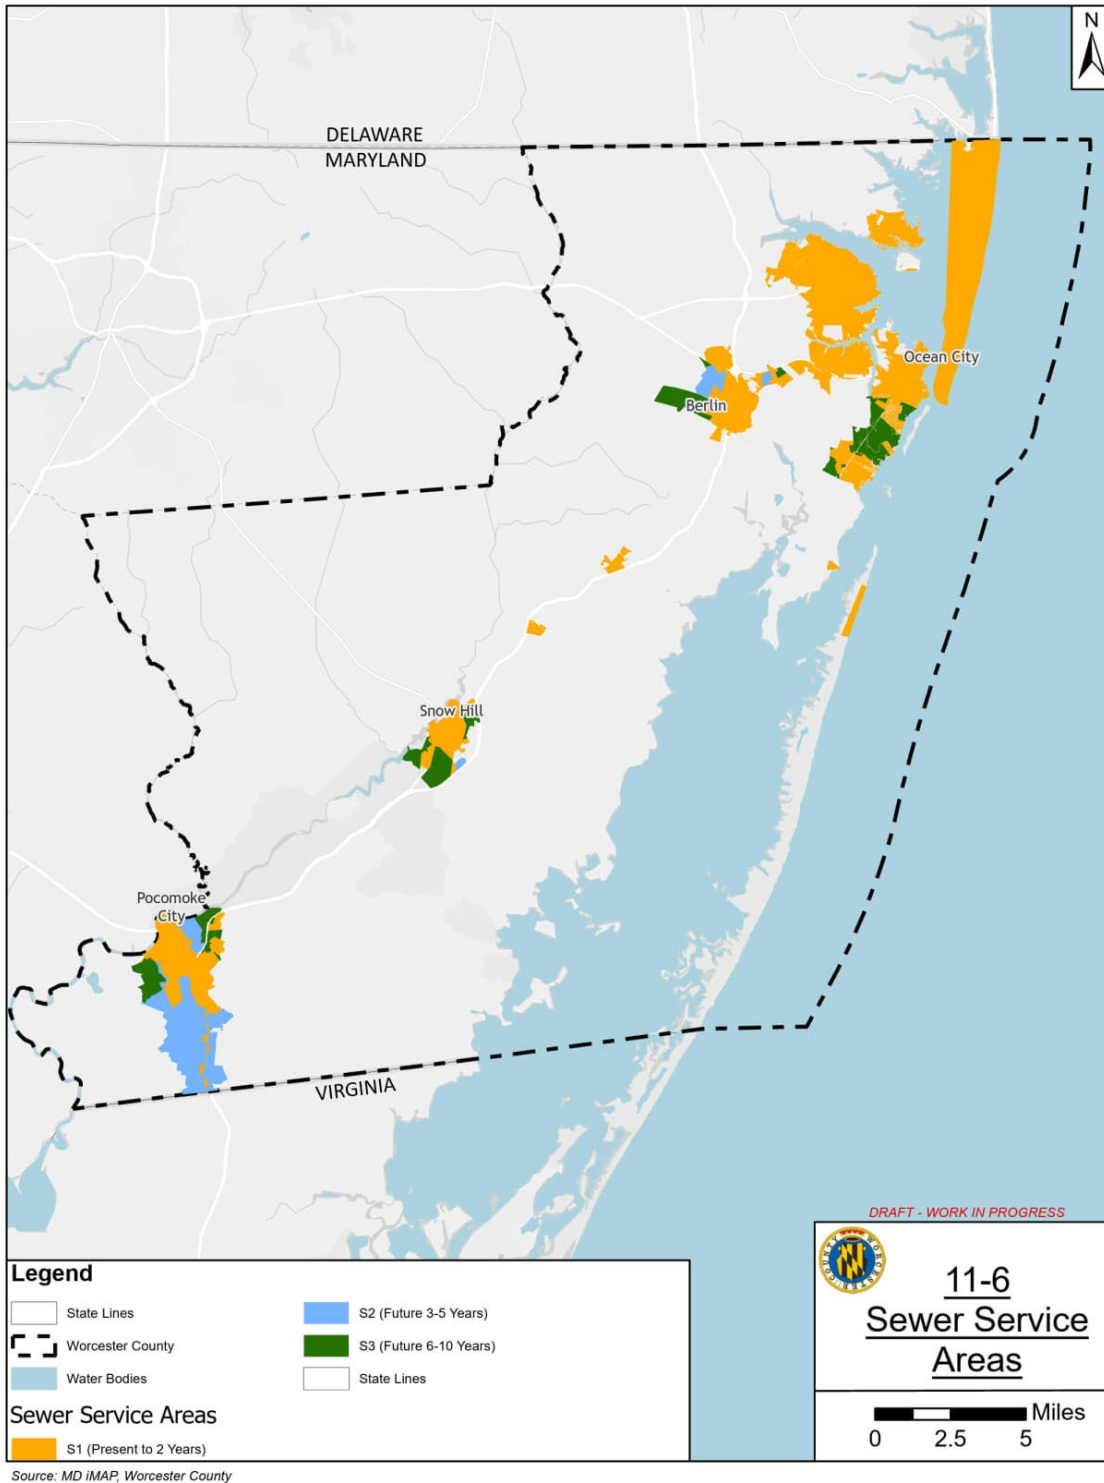 N
DELAWARE
MARYLAND
Ocean City
Berlin
Snow Hill
Pocomoke
City
VIRGINIA
DRAFT - WORK IN PROGRESS
Legend
State Lines
Worcester County
Water Bodies
Sewer Service Areas
S1 (Present to 2 Years)
S2 (Future 3-5 Years)
S3 (Future 6-10 Years)
State Lines
WORCESTER COUNTY
11-6
Sewer Service
Areas
Miles
0 2.5 5
Source: MD iMAP, Worcester County